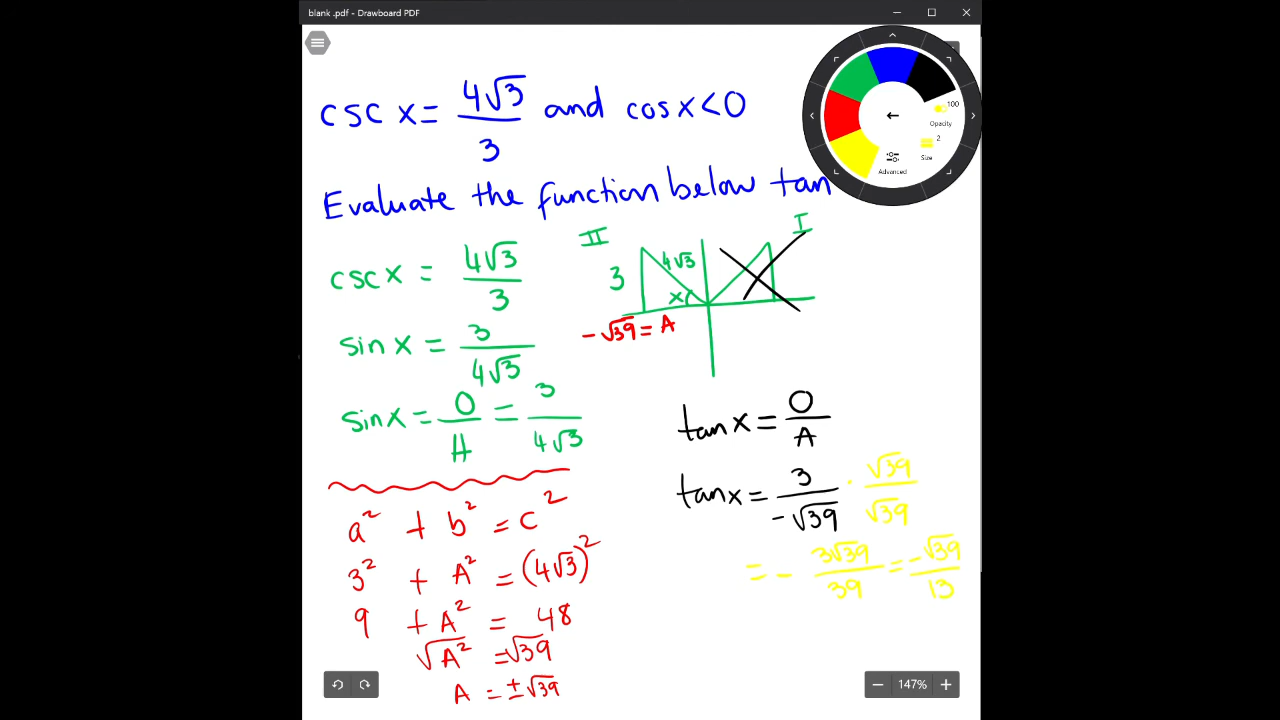 blank .pdf - Drawboard PDF
csc x = 4√3/3 and cos x < 0
Evaluate the function below tan
csc x = 4√3/3
sin x = 3/4√3
sin x = O/H = 3/4√3
a² + b² = c²
3² + A² = (4√3)²
9 + A² = 48
√A² = √39
A = ±√39
II
I
3
4√3
x
-√39 = A
tan x = O/A
tan x = 3/-√39 · √39/√39
= - 3√39/39 = -√39/13
100
Opacity
2
Size
Advanced
147%